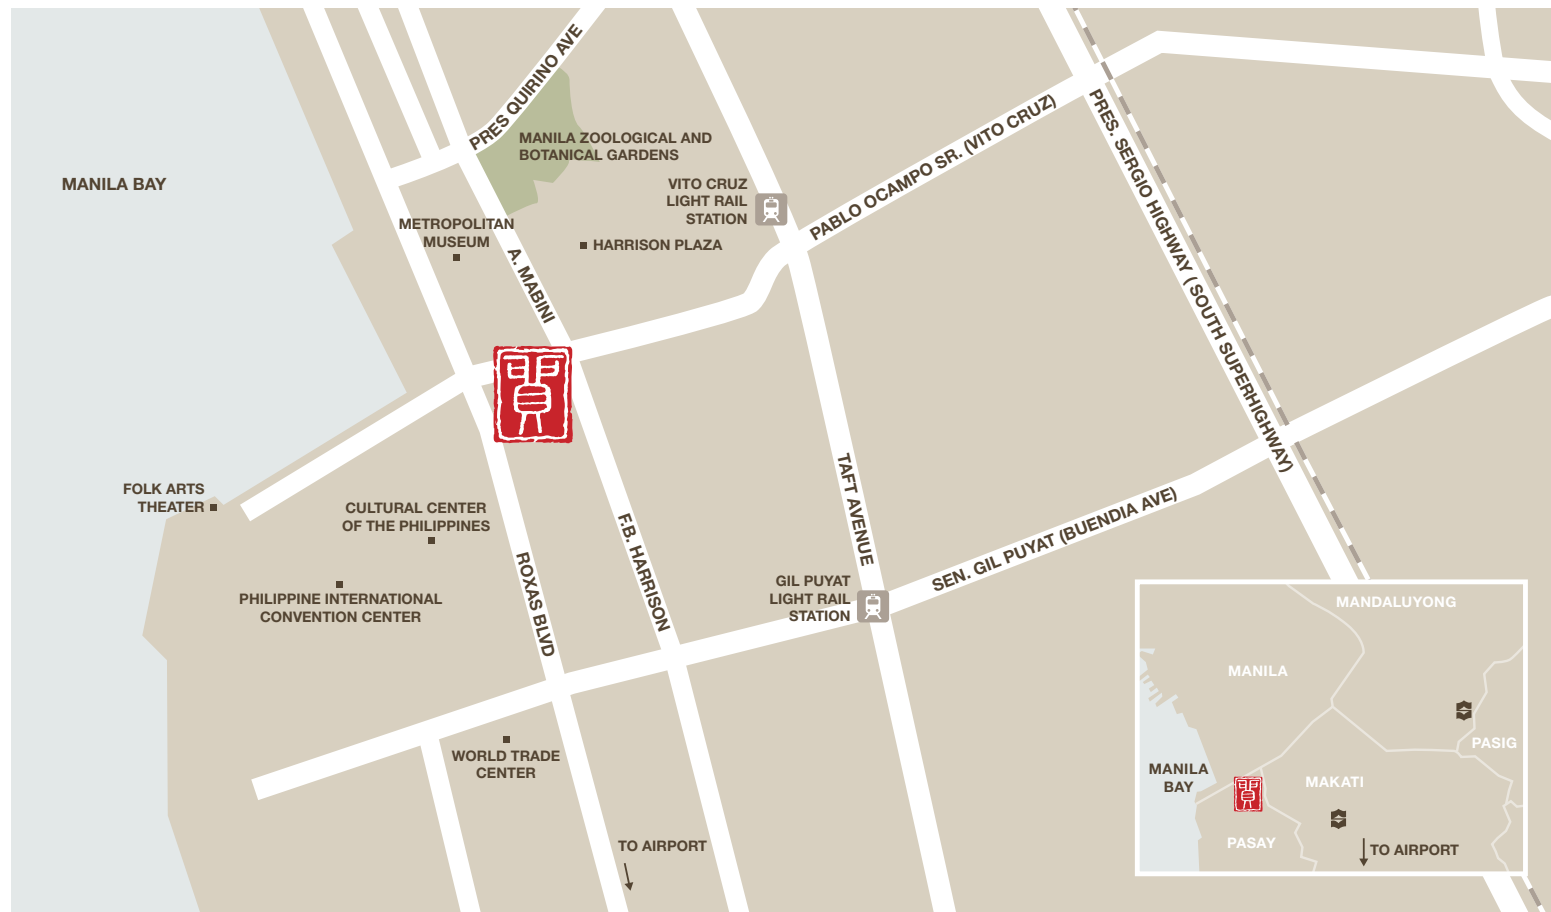 PRES QUIRINO AVE
MANILA ZOOLOGICAL AND
BOTANICAL GARDENS
MANILA BAY
VITO CRUZ
LIGHT RAIL
STATION
PABLO OCAMPO SR. (VITO CRUZ)
PRES. SERGIO HIGHWAY ( SOUTH SUPERHIGHWAY)
METROPOLITAN
MUSEUM
HARRISON PLAZA
A. MABINI
FOLK ARTS
THEATER
CULTURAL CENTER
OF THE PHILIPPINES
TAFT AVENUE
SEN. GIL PUYAT (BUENDIA AVE)
F.B. HARRISON
ROXAS BLVD
GIL PUYAT
LIGHT RAIL
STATION
PHILIPPINE INTERNATIONAL
CONVENTION CENTER
WORLD TRADE
CENTER
TO AIRPORT
MANDALUYONG
MANILA
PASIG
MANILA
BAY
MAKATI
PASAY
TO AIRPORT